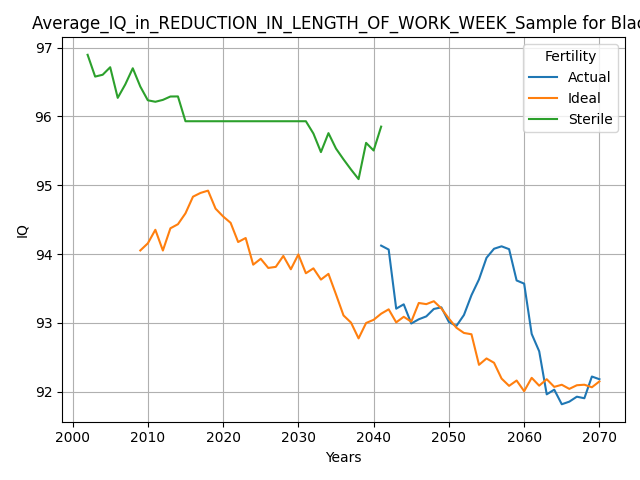 Average_IQ_in_REDUCTION_IN_LENGTH_OF_WORK_WEEK_Sample for Blac
97
96
95
94
93
92
IQ
Fertility
Actual
Ideal
Sterile
2000 2010 2020 2030 2040 2050 2060 2070
Years